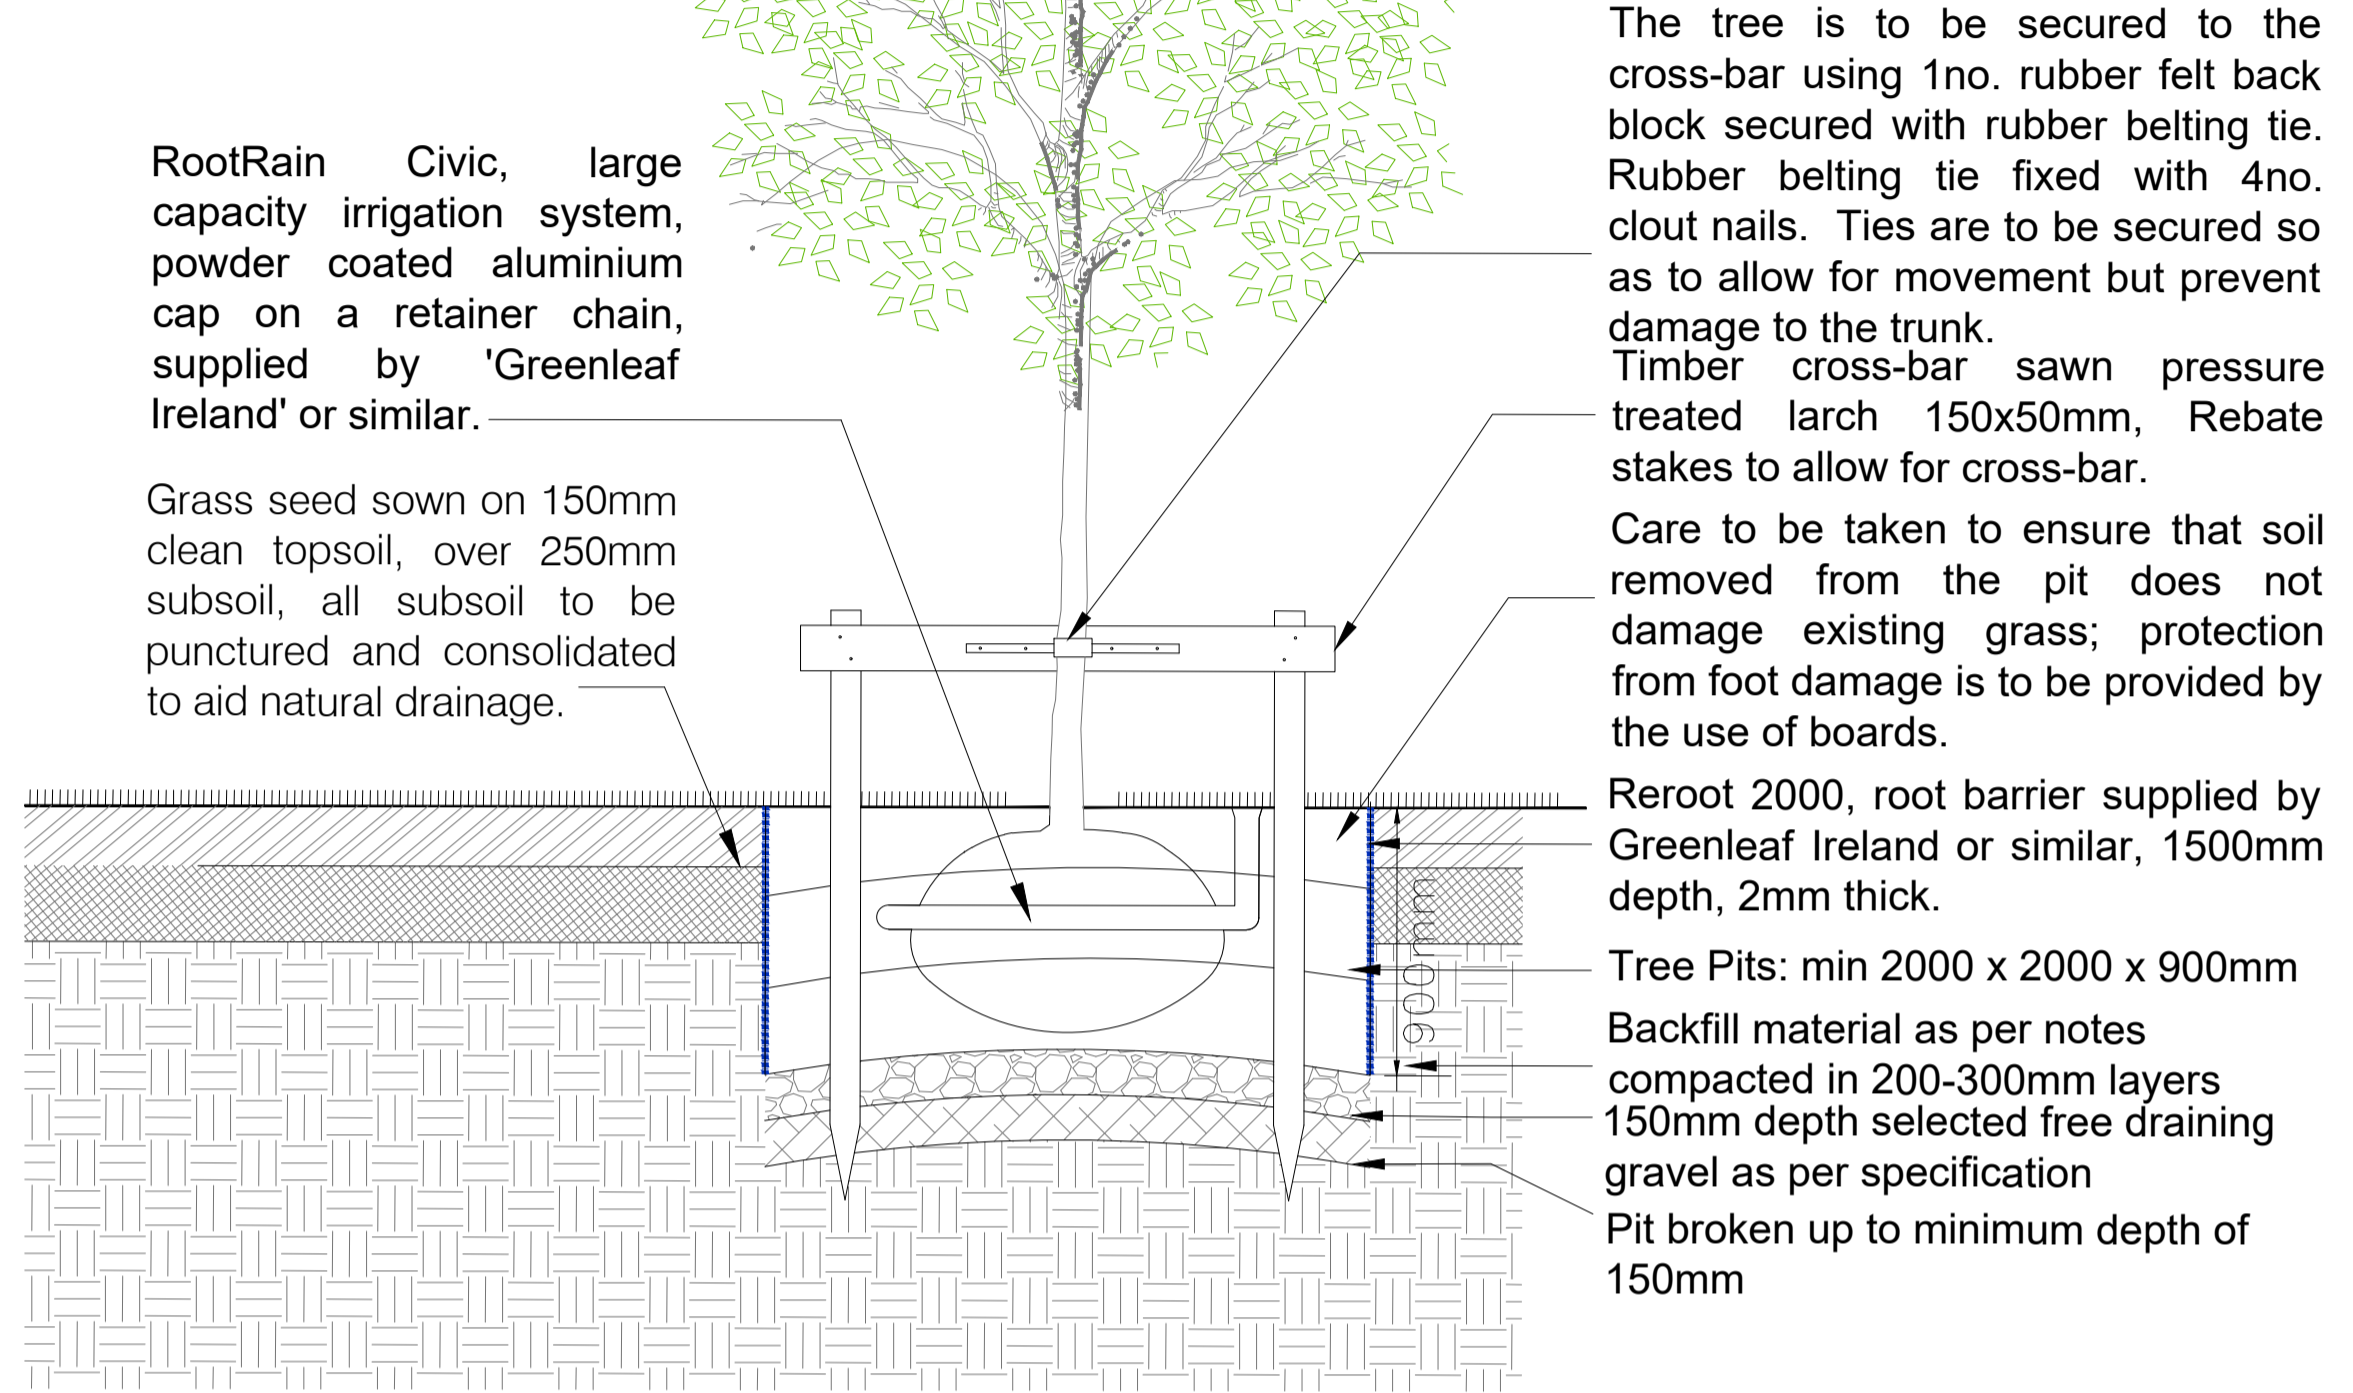 RootRain Civic, large
capacity irrigation system,
powder coated aluminium
cap on a retainer chain,
supplied by 'Greenleaf
Ireland' or similar.
Grass seed sown on 150mm
clean topsoil, over 250mm
subsoil, all subsoil to be
punctured and consolidated
to aid natural drainage.
The tree is to be secured to the
cross-bar using 1no. rubber felt back
block secured with rubber belting tie.
Rubber belting tie fixed with 4no.
clout nails. Ties are to be secured so
as to allow for movement but prevent
damage to the trunk.
Timber cross-bar sawn pressure
treated larch 150x50mm, Rebate
stakes to allow for cross-bar.
Care to be taken to ensure that soil
removed from the pit does not
damage existing grass; protection
from foot damage is to be provided by
the use of boards.
Reroot 2000, root barrier supplied by
Greenleaf Ireland or similar, 1500mm
depth, 2mm thick.
900mm
Tree Pits: min 2000 x 2000 x 900mm
Backfill material as per notes
compacted in 200-300mm layers
150mm depth selected free draining
gravel as per specification
Pit broken up to minimum depth of
150mm